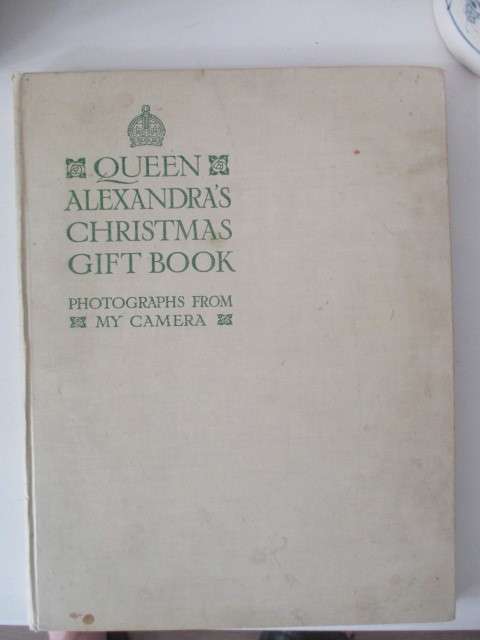 QUEEN
ALEXANDRA'S
CHRISTMAS
GIFT BOOK
PHOTOGRAPHS FROM
MY CAMERA